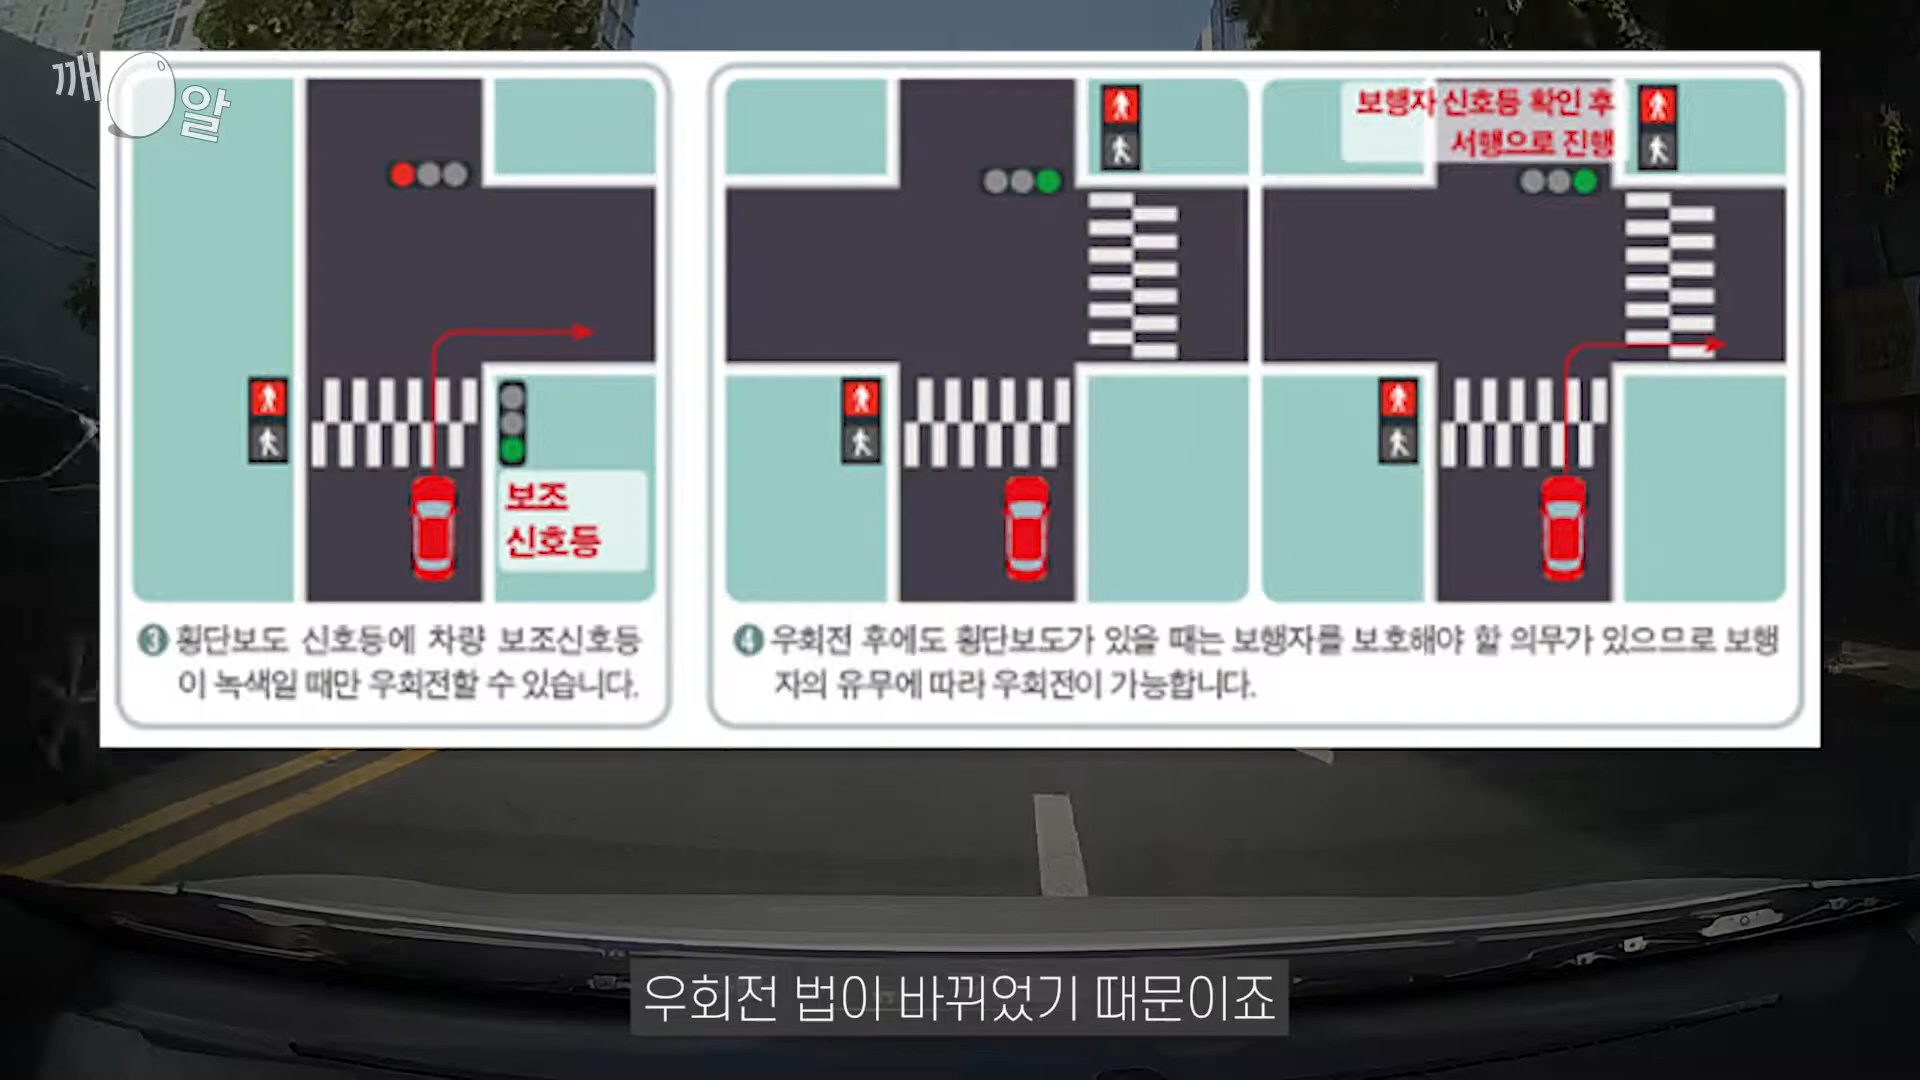 깨알
보행자 신호등 확인 후
서행으로 진행
보조
신호등
3 횡단보도 신호등에 차량 보조신호등
이 녹색일 때만 우회전할 수 있습니다.
4 우회전 후에도 횡단보도가 있을 때는 보행자를 보호해야 할 의무가 있으므로 보행
자의 유무에 따라 우회전이 가능합니다.
우회전 법이 바뀌었기 때문이죠